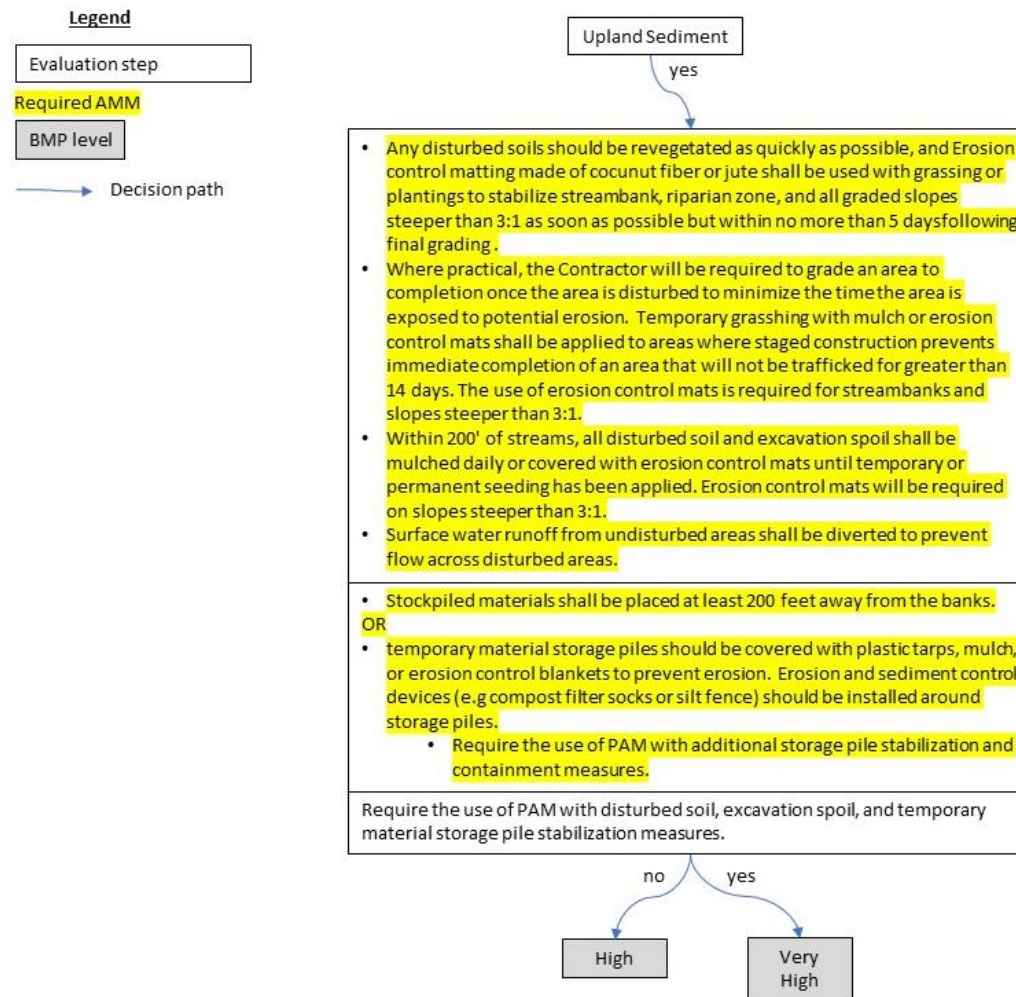 Legend
Evaluation step
Required AMM
BMP level
Decision path
Upland Sediment
yes
• Any disturbed soils should be revegetated as quickly as possible, and Erosion
control matting made of cocunut fiber or jute shall be used with grassing or
plantings to stabilize streambank, riparian zone, and all graded slopes
steeper than 3:1 as soon as possible but within no more than 5 daysfollowing
final grading .
• Where practical, the Contractor will be required to grade an area to
completion once the area is disturbed to minimize the time the area is
exposed to potential erosion. Temporary grasshing with mulch or erosion
control mats shall be applied to areas where staged construction prevents
immediate completion of an area that will not be trafficked for greater than
14 days. The use of erosion control mats is required for streambanks and
slopes steeper than 3:1.
• Within 200' of streams, all disturbed soil and excavation spoil shall be
mulched daily or covered with erosion control mats until temporary or
permanent seeding has been applied. Erosion control mats will be required
on slopes steeper than 3:1.
• Surface water runoff from undisturbed areas shall be diverted to prevent
flow across disturbed areas.
• Stockpiled materials shall be placed at least 200 feet away from the banks.
OR
• temporary material storage piles should be covered with plastic tarps, mulch,
or erosion control blankets to prevent erosion. Erosion and sediment control
devices (e.g compost filter socks or silt fence) should be installed around
storage piles.
• Require the use of PAM with additional storage pile stabilization and
containment measures.
Require the use of PAM with disturbed soil, excavation spoil, and temporary
material storage pile stabilization measures.
no
yes
High
Very
High